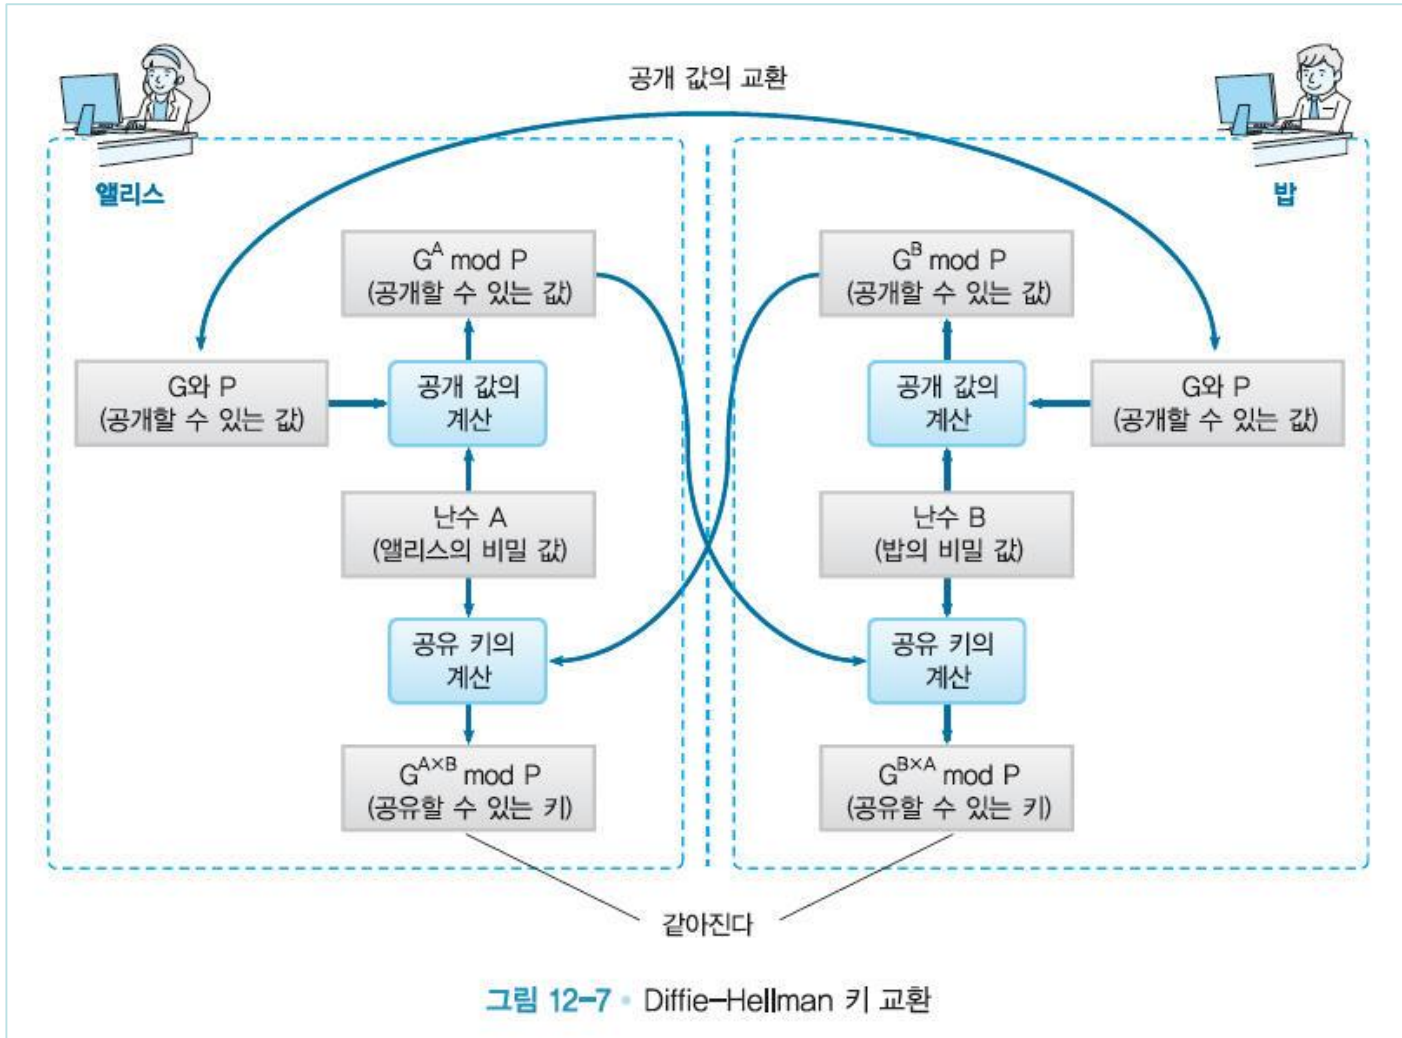 공개 값의 교환
앨리스
밥
G^A mod P
(공개할 수 있는 값)
G^B mod P
(공개할 수 있는 값)
G와 P
(공개할 수 있는 값)
공개 값의
계산
공개 값의
계산
G와 P
(공개할 수 있는 값)
난수 A
(앨리스의 비밀 값)
난수 B
(밥의 비밀 값)
공유 키의
계산
공유 키의
계산
G^A×B mod P
(공유할 수 있는 키)
G^B×A mod P
(공유할 수 있는 키)
같아진다
그림 12-7 • Diffie-Hellman 키 교환